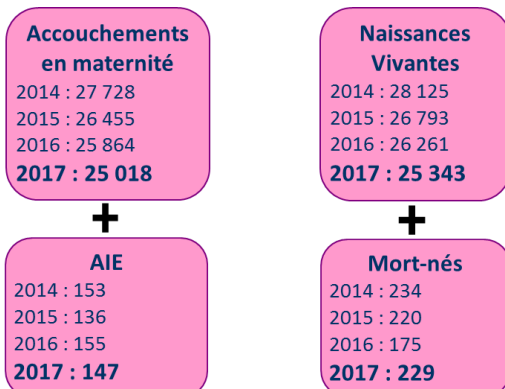 Accouchements
en maternité
2014 : 27 728
2015 : 26 455
2016 : 25 864
2017 : 25 018
+
AIE
2014 : 153
2015 : 136
2016 : 155
2017 : 147
Naissances
Vivantes
2014 : 28 125
2015 : 26 793
2016 : 26 261
2017 : 25 343
+
Mort-nés
2014 : 234
2015 : 220
2016 : 175
2017 : 229